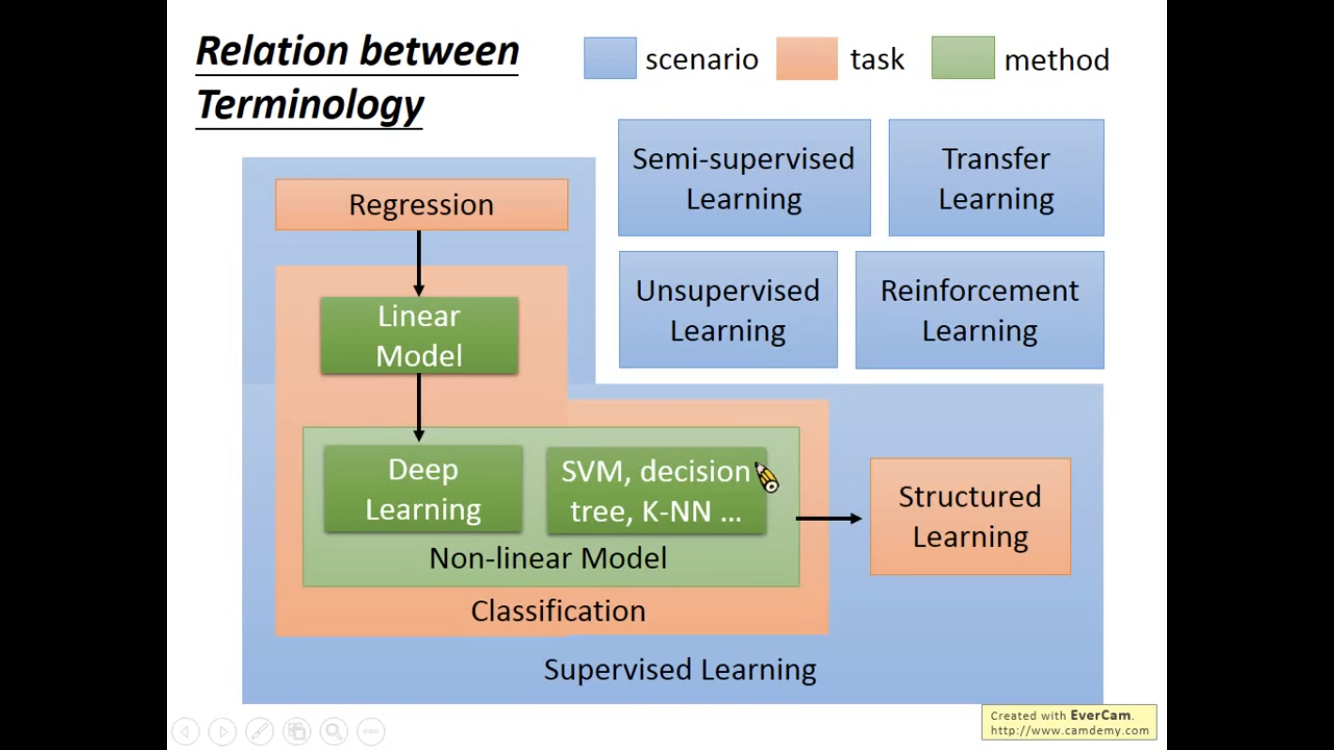 Relation between
Terminology
scenario
task
method
Semi-supervised
Learning
Transfer
Learning
Regression
Unsupervised
Learning
Reinforcement
Learning
Linear
Model
Deep
Learning
SVM, decision
tree, K-NN ...
Non-linear Model
Structured
Learning
Classification
Supervised Learning
Created with EverCam.
http://www.camdemy.com